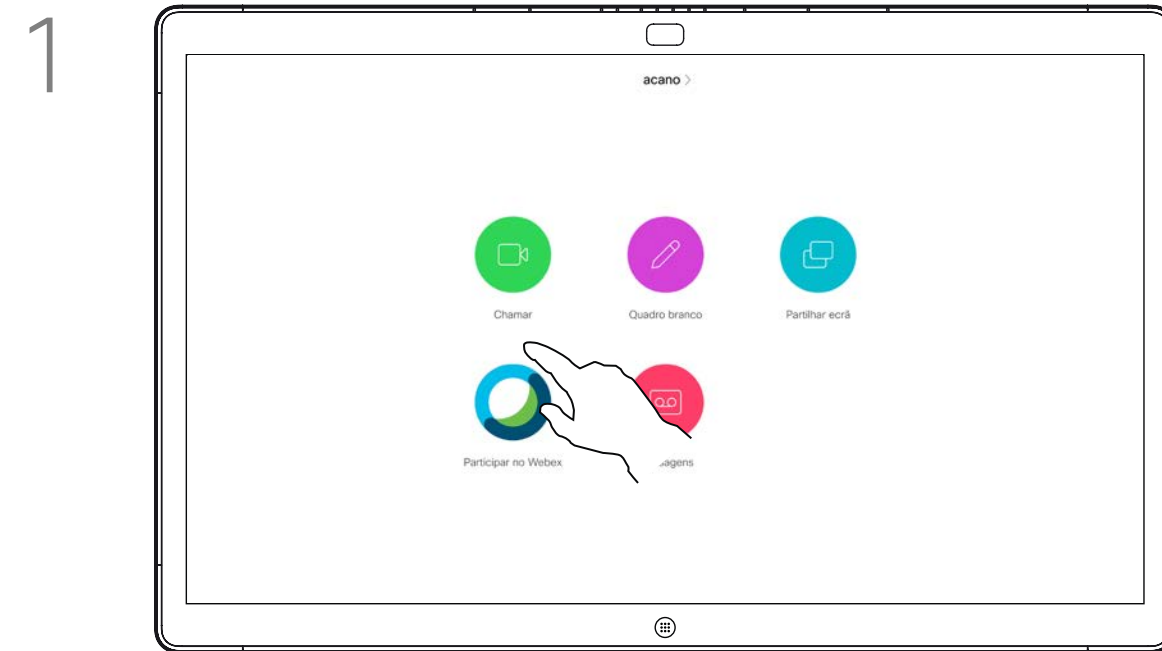 1
acano >
Chamar
Quadro branco
Partilhar ecrã
Participar no Webex